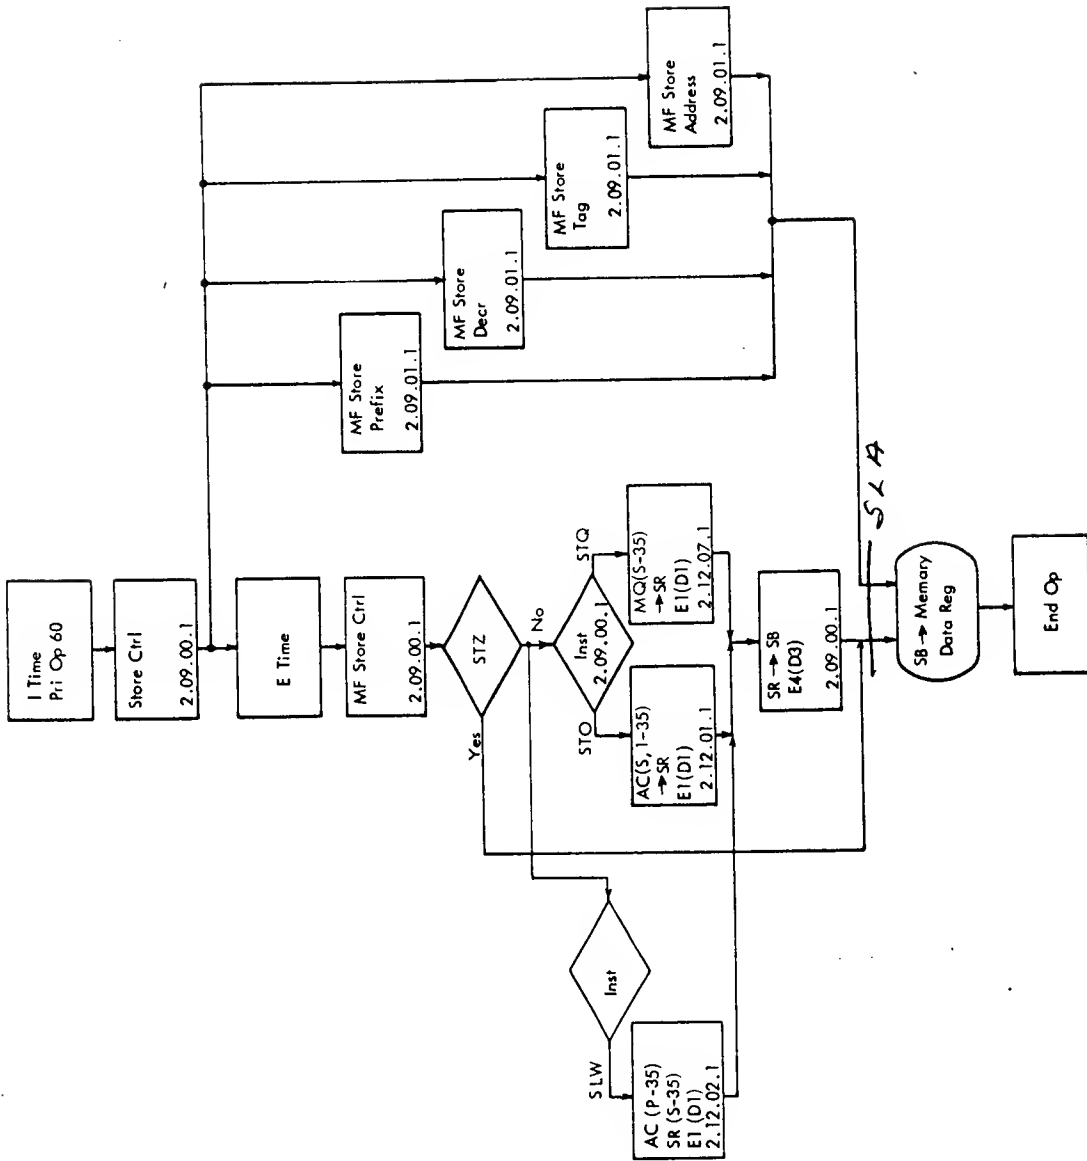 I Time
Pri Op 60
Store Ctrl
2.09.00.1
E Time
MF Store Ctrl
2.09.00.1
STZ
Yes
No
Inst
2.09.00.1
STO
STQ
AC(S, 1-35)
→ SR
E1(D1)
2.12.01.1
MQ(S-35)
→ SR
E1(D1)
2.12.07.1
Inst
SLW
AC (P-35)
SR (S-35)
E1 (D1)
2.12.02.1
SR → SB
E4(D3)
2.09.00.1
SB → Memory
Data Reg
End Op
MF Store
Prefix
2.09.01.1
MF Store
Decr
2.09.01.1
MF Store
Tag
2.09.01.1
MF Store
Address
2.09.01.1